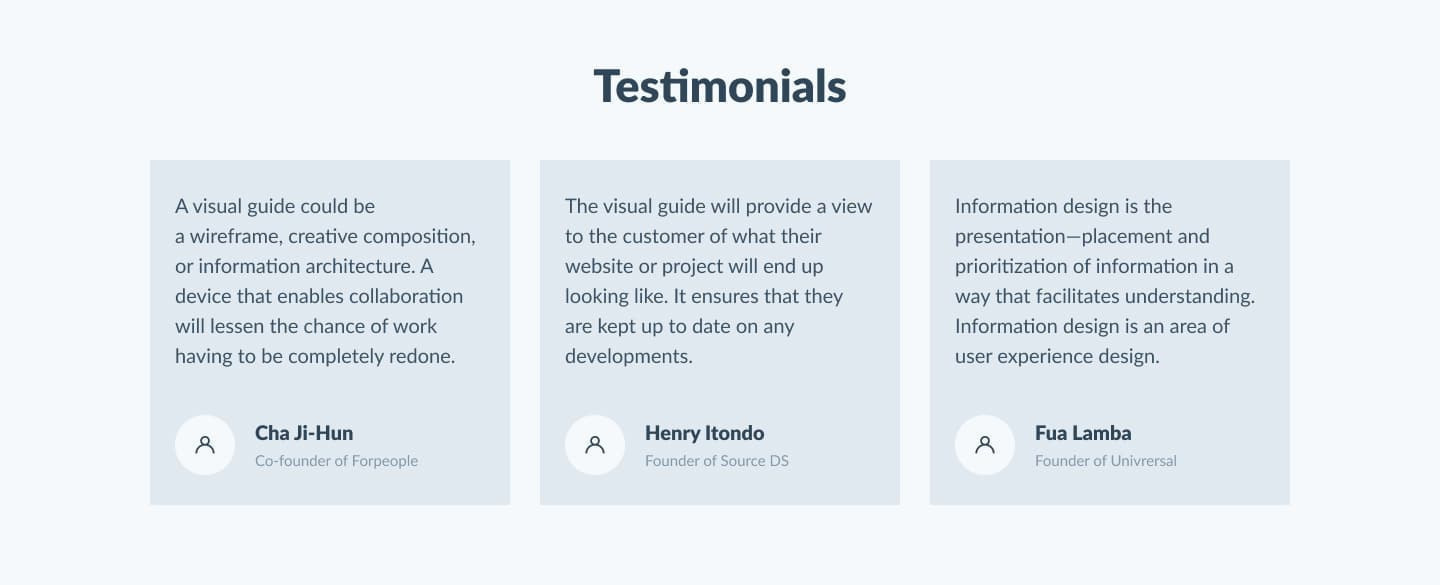 Testimonials
A visual guide could be
a wireframe, creative composition,
or information architecture. A
device that enables collaboration
will lessen the chance of work
having to be completely redone.
Cha Ji-Hun
Co-founder of Forpeople
The visual guide will provide a view
to the customer of what their
website or project will end up
looking like. It ensures that they
are kept up to date on any
developments.
Henry Itondo
Founder of Source DS
Information design is the
presentation—placement and
prioritization of information in a
way that facilitates understanding.
Information design is an area of
user experience design.
Fua Lamba
Founder of Univrersal